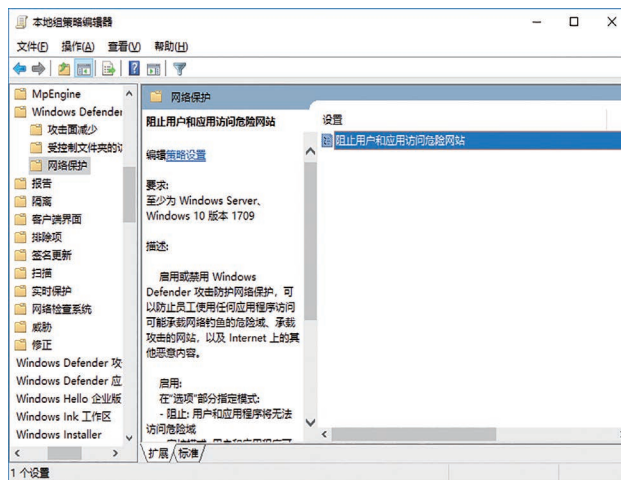 本地组策略编辑器
文件(F) 操作(A) 查看(V) 帮助(H)
MpEngine
Windows Defender
攻击面减少
受控制文件夹的访
网络保护
报告
隔离
客户端界面
排除项
签名更新
扫描
实时保护
网络检查系统
威胁
修正
Windows Defender 攻
Windows Defender 应
Windows Hello 企业版
Windows Ink 工作区
Windows Installer
网络保护
阻止用户和应用访问危险网站
编辑策略设置
要求:
至少为 Windows Server、
Windows 10 版本 1709
描述:
启用或禁用 Windows
Defender 攻击防护网络保护，可
以防止员工使用任何应用程序访问
可能承载网络钓鱼的危险域、承载
攻击的网站，以及 Internet 上的其
他恶意内容。
启用:
在"选项"部分指定模式:
- 阻止: 用户和应用程序将无法
访问危险域
设置
阻止用户和应用访问危险网站
扩展 标准
1 个设置